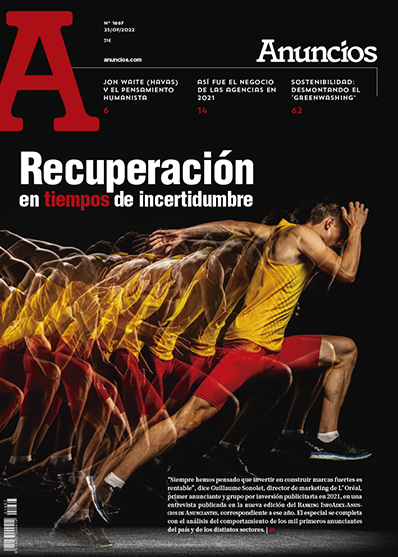 A
Nº 1667
25/07/2022
21€
anuncios.com
Anuncios
JON WAITE (HAVAS)
Y EL PENSAMIENTO
HUMANISTA
6
ASÍ FUE EL NEGOCIO
DE LAS AGENCIAS EN
2021
14
SOSTENIBILIDAD:
DESMONTANDO EL
'GREENWASHING'
62
Recuperación
en tiempos de incertidumbre
"Siempre hemos pensado que invertir en construir marcas fuertes es
rentable", dice Guillaume Sonolet, director de marketing de L'Oréal,
primer anunciante y grupo por inversión publicitaria en 2021, en una
entrevista publicada en la nueva edición del Ranking InfoAdex-Anun-
cios de Anunciantes, correspondiente a ese año. El especial se completa
con el análisis del comportamiento de los mil primeros anunciantes
del país y de los distintos sectores. |